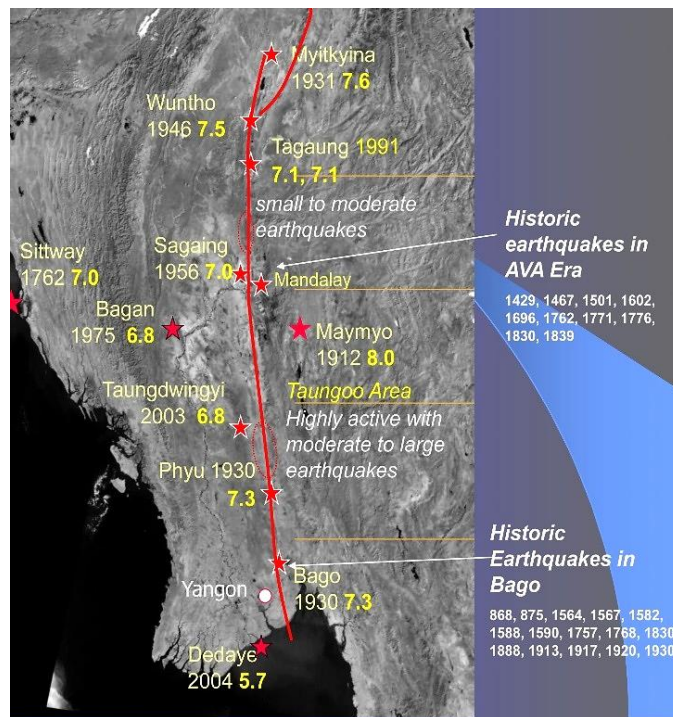 Myitkyina
1931 7.6
Wuntho
1946 7.5
Tagaung 1991
7.1, 7.1
small to moderate
earthquakes
Historic
earthquakes in
AVA Era
1429, 1467, 1501, 1602,
1696, 1762, 1771, 1776,
1830, 1839
Sagaing
1956 7.0
Mandalay
Sittway
1762 7.0
Bagan
1975 6.8
Maymyo
1912 8.0
Taungdwingyi
2003 6.8
Taungoo Area
Highly active with
moderate to large
earthquakes
Phyu 1930
7.3
Historic
Earthquakes in
Bago
868, 875, 1564, 1567, 1582,
1588, 1590, 1757, 1768, 1830
1888, 1913, 1917, 1920, 1930
Bago
1930 7.3
Yangon
Dedaye
2004 5.7